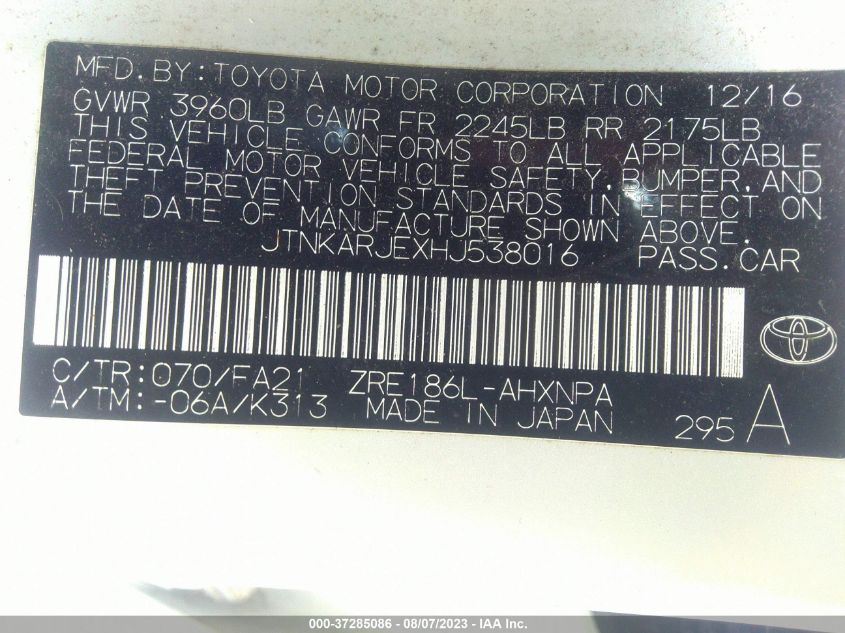 MFD. BY: TOYOTA MOTOR CORPORATION 12/16
GVWR 3960LB GAWR FR 2245LB RR 2175LB
THIS VEHICLE CONFORMS TO ALL APPLICABLE
FEDERAL MOTOR VEHICLE SAFETY, BUMPER, AND
THEFT PREVENTION STANDARDS IN EFFECT ON
THE DATE OF MANUFACTURE SHOWN ABOVE.
JTNKARJEXHJ538016 PASS. CAR
C/TR: 070/FA21 ZRE186L-AHXNPA
A/TM: -06A/K313 MADE IN JAPAN 295 A
000-37285086 - 08/07/2023 - IAA Inc.